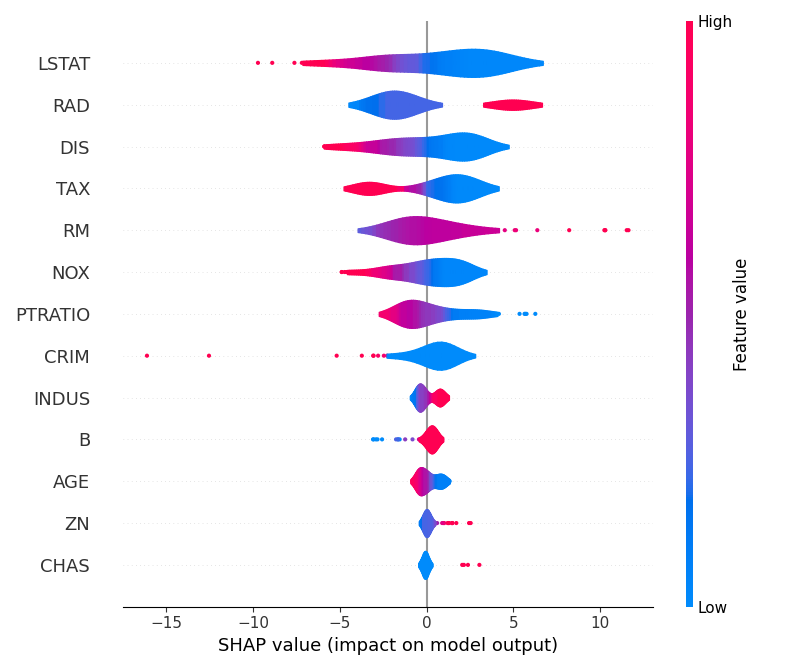 High
LSTAT
RAD
DIS
TAX
RM
NOX
PTRATIO
CRIM
INDUS
B
AGE
ZN
CHAS
Feature value
Low
−15 −10 −5 0 5 10
SHAP value (impact on model output)